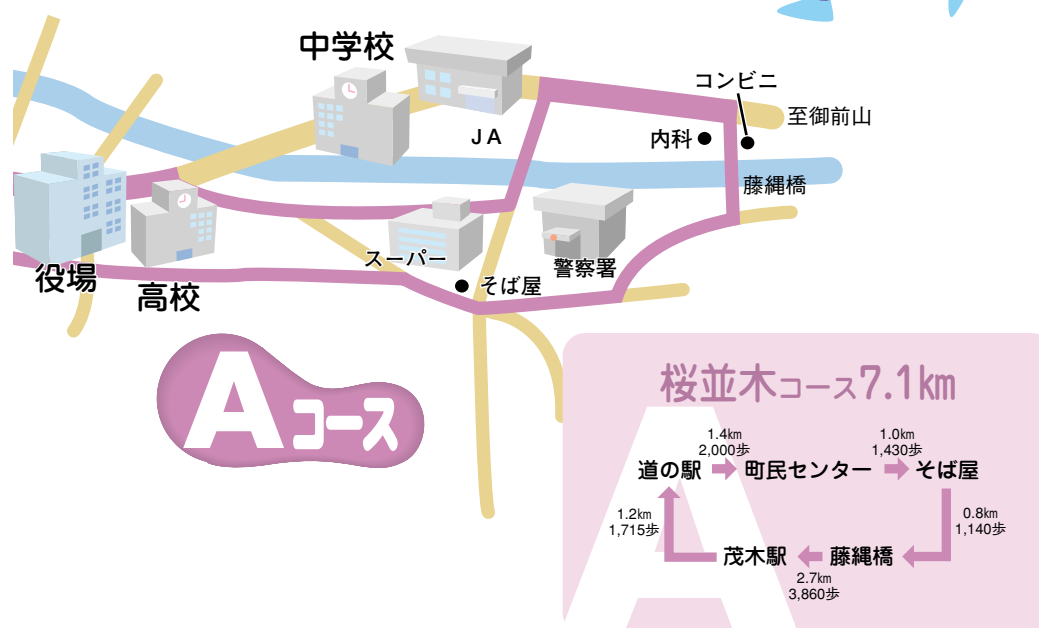 中学校
JA
コンビニ
至御前山
内科
藤縄橋
スーパー
警察署
役場
高校
そば屋
Aコース
桜並木コース7.1km
1.4km
2,000歩
1.0km
1,430歩
道の駅
町民センター
そば屋
1.2km
1,715歩
0.8km
1,140歩
茂木駅
藤縄橋
2.7km
3,860歩
A